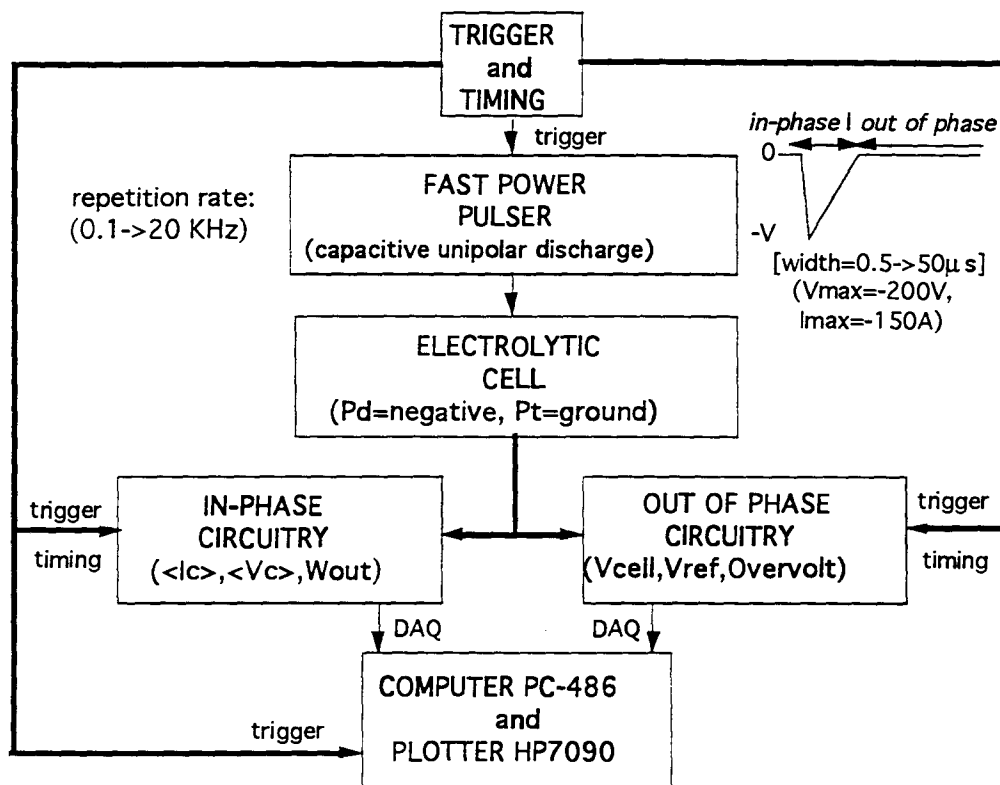 TRIGGER
and
TIMING
trigger
in-phase | out of phase
0
-V
[width=0.5->50µs]
(Vmax=-200V,
Imax=-150A)
repetition rate:
(0.1->20 KHz)
FAST POWER
PULSER
(capacitive unipolar discharge)
ELECTROLYTIC
CELL
(Pd=negative, Pt=ground)
trigger
timing
IN-PHASE
CIRCUITRY
(<Ic>,<Vc>,Wout)
OUT OF PHASE
CIRCUITRY
(Vcell,Vref,Overvolt)
trigger
timing
DAQ
DAQ
trigger
COMPUTER PC-486
and
PLOTTER HP7090